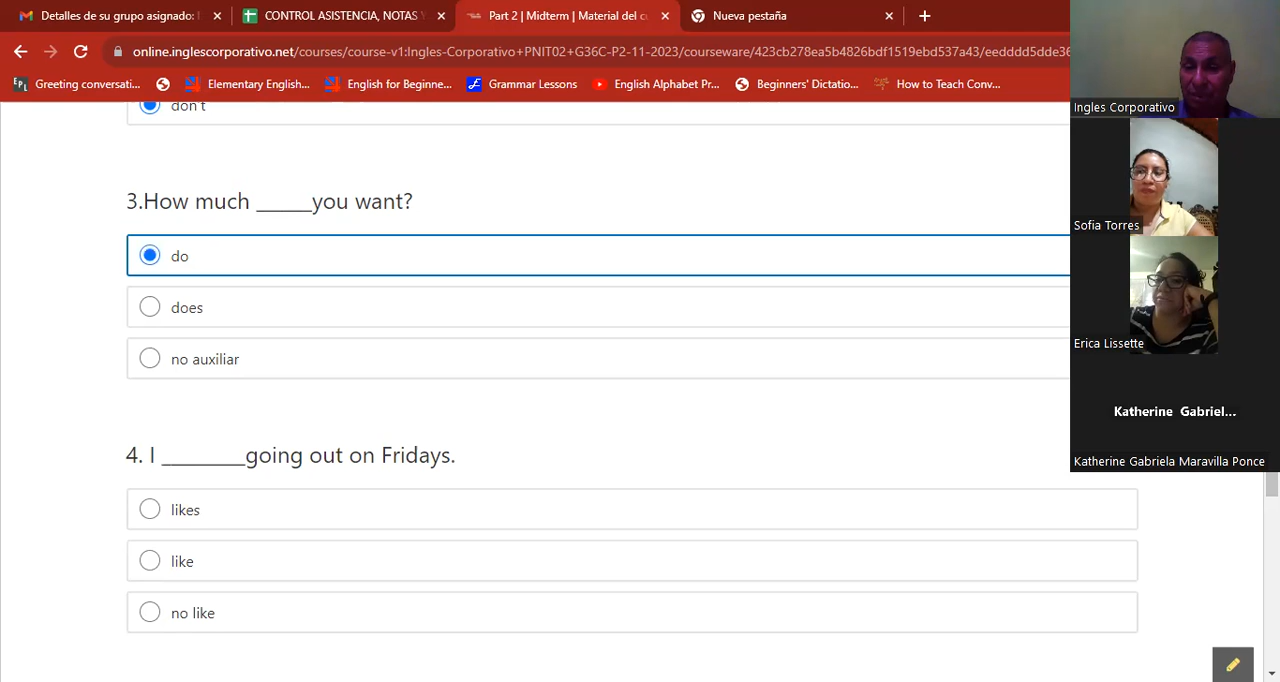 Detalles de su grupo asignado:
CONTROL ASISTENCIA, NOTAS Y
Part 2 | Midterm | Material del cu
Nueva pestaña
online.inglescorporativo.net/courses/course-v1:Ingles-Corporativo+PNIT02+G36C-P2-11-2023/courseware/423cb278ea5b4826bdf1519ebd537a43/eedddd5dde36
Greeting conversati...
Elementary English...
English for Beginne...
Grammar Lessons
English Alphabet Pr...
Beginners' Dictatio...
How to Teach Conv...
don't
3.How much _____you want?
do
does
no auxiliar
4. I ________going out on Fridays.
likes
like
no like
Ingles Corporativo
Sofia Torres
Erica Lissette
Katherine Gabriel...
Katherine Gabriela Maravilla Ponce